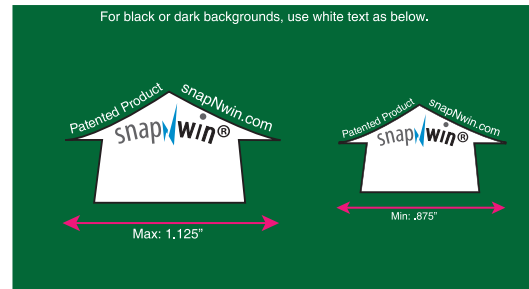 For black or dark backgrounds, use white text as below.
Patented Product snapNwin.com
snapNwin®
Max: 1.125”
Patented Product snapNwin.com
snapNwin®
Min: .875”